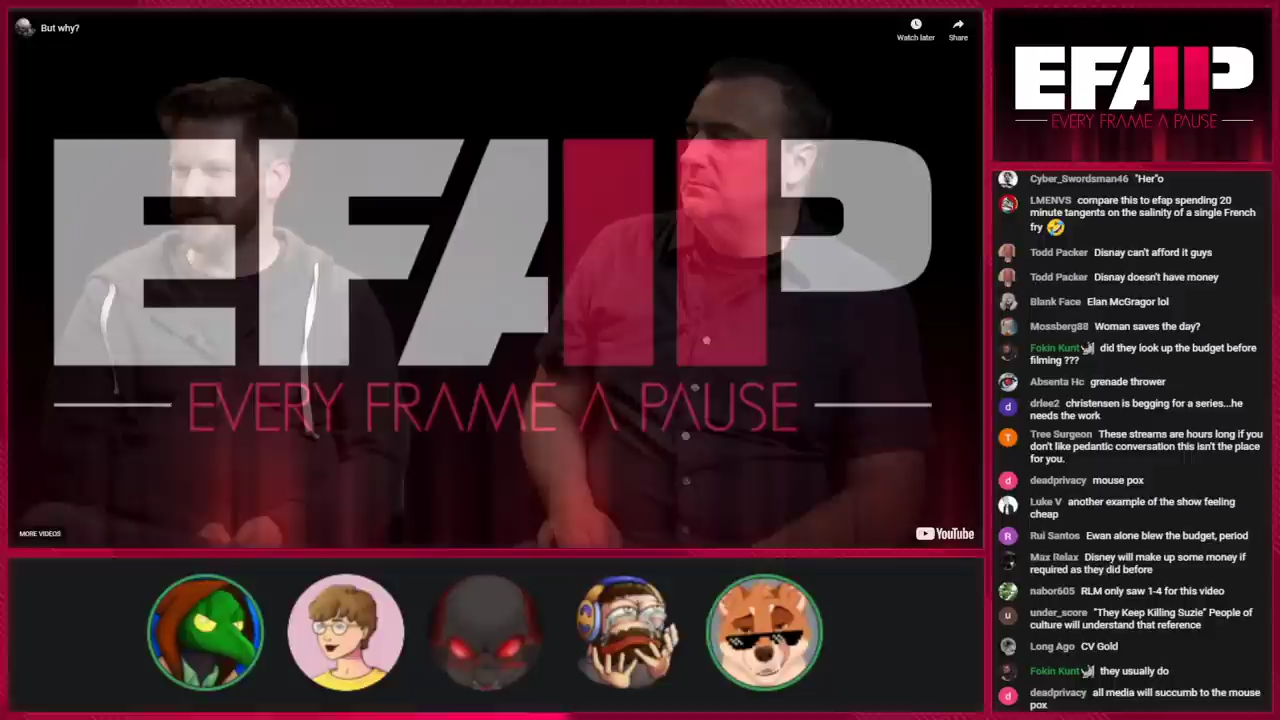 But why?
Watch later
Share
EFAP
EVERY FRAME A PAUSE
MORE VIDEOS
YouTube
EFAP
EVERY FRAME A PAUSE
Cyber_Swordsman46 "Her"o
LMENVS compare this to efap spending 20
minute tangents on the salinity of a single French
fry 🤣
Todd Packer Disnay can't afford it guys
Todd Packer Disnay doesn't have money
Blank Face Elan McGragor lol
Mossberg88 Woman saves the day?
Fokin Kunt did they look up the budget before
filming ???
Absenta Hc grenade thrower
drlee2 christensen is begging for a series...he
needs the work
Tree Surgeon These streams are hours long if you
don't like pedantic conversation this isn't the place
for you.
deadprivacy mouse pox
Luke V another example of the show feeling
cheap
Rui Santos Ewan alone blew the budget, period
Max Relax Disney will make up some money if
required as they did before
nabor605 RLM only saw 1-4 for this video
under_score "They Keep Killing Suzie" People of
culture will understand that reference
Long Ago CV Gold
Fokin Kunt they usually do
deadprivacy all media will succumb to the mouse
pox